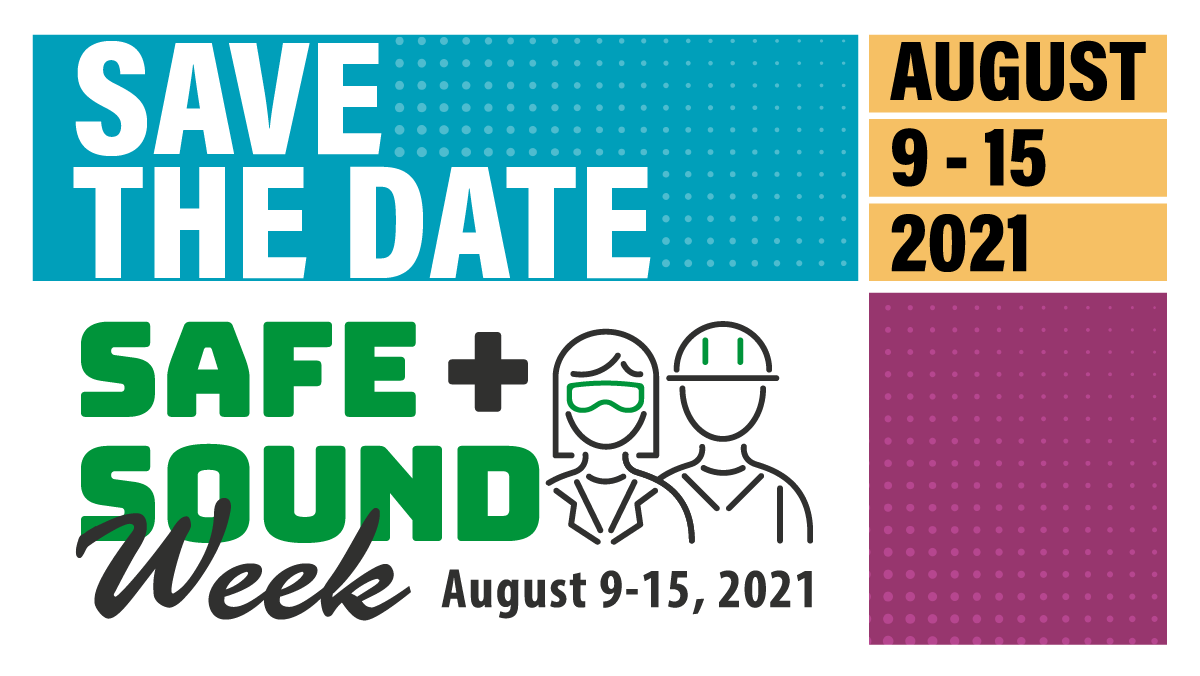 SAVE
THE DATE
AUGUST
9 - 15
2021
SAFE +
SOUND
Week
August 9-15, 2021